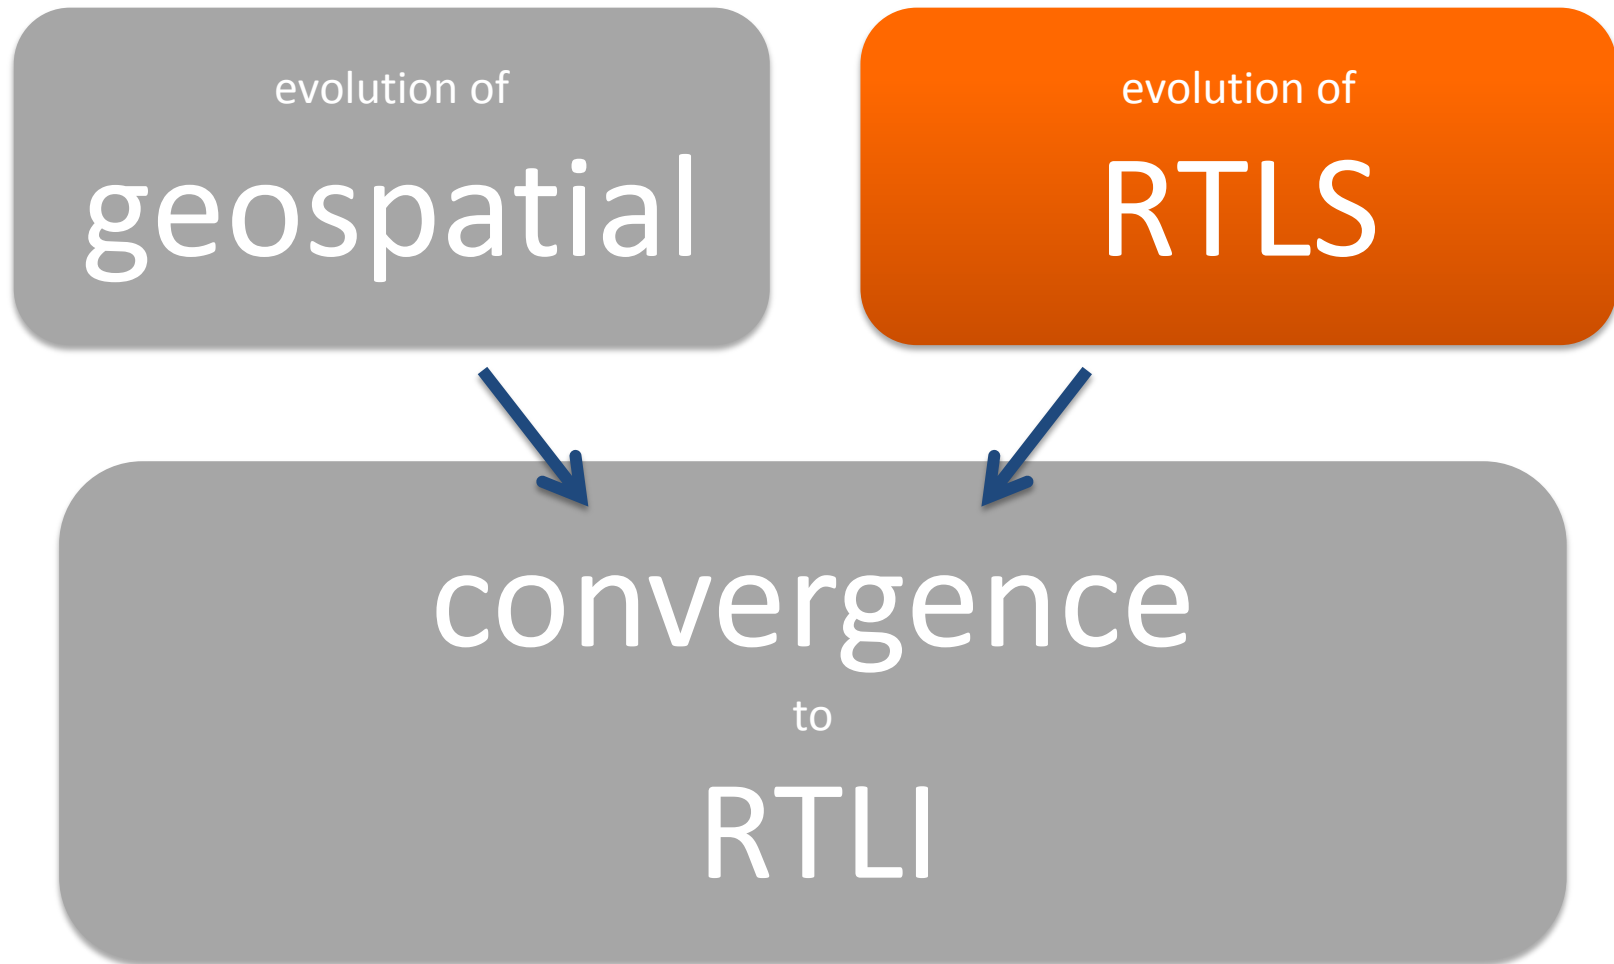 evolution of
geospatial
evolution of
RTLS
convergence
to
RTLI